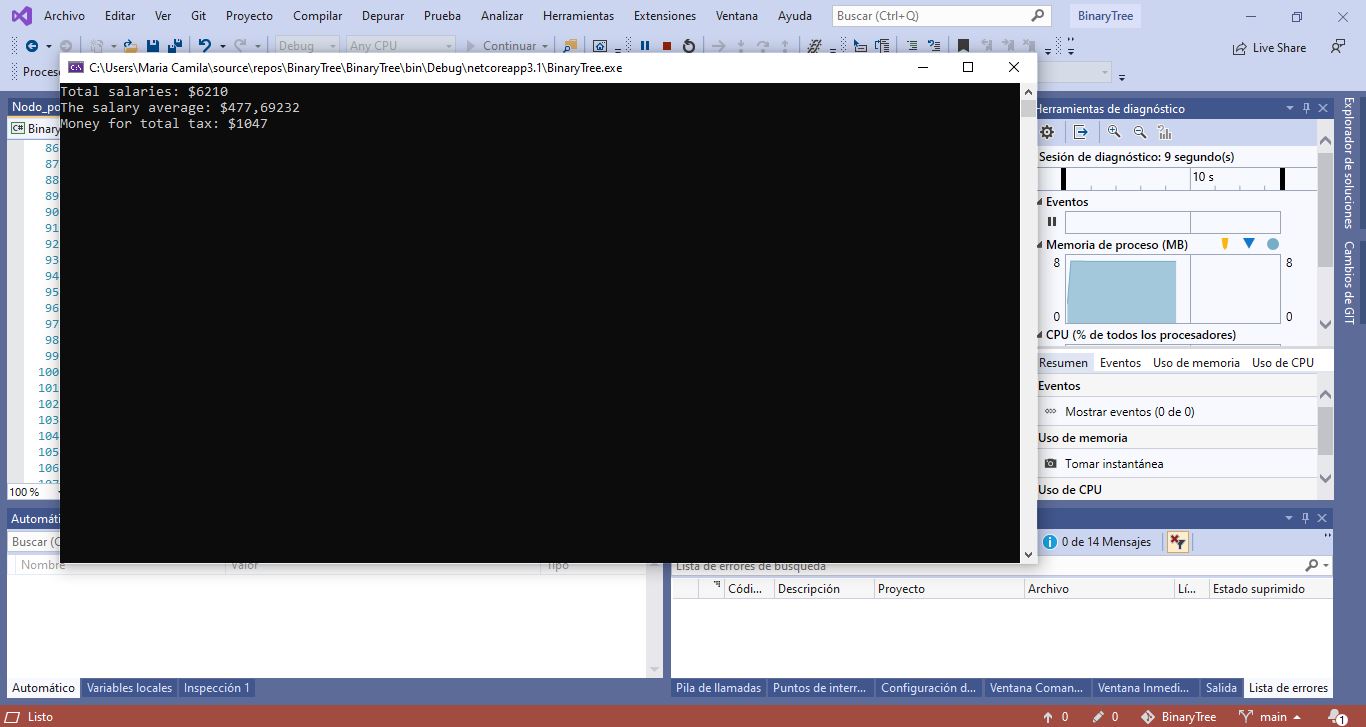 Archivo Editar Ver Git Proyecto Compilar Depurar Prueba Analizar Herramientas Extensiones Ventana Ayuda Buscar (Ctrl+Q) BinaryTree
Debug Any CPU Continuar Live Share
Proceso
C:\Users\Maria Camila\source\repos\BinaryTree\BinaryTree\bin\Debug\netcoreapp3.1\BinaryTree.exe
Total salaries: $6210
The salary average: $477,69232
Money for total tax: $1047
Nodo_po
C# Binary
86
87
88
89
90
91
92
93
94
95
96
97
98
99
100
101
102
103
104
105
106
107
100 %
Herramientas de diagnóstico
Sesión de diagnóstico: 9 segundo(s)
10 s
Eventos
Memoria de proceso (MB)
8 8
0 0
CPU (% de todos los procesadores)
Resumen Eventos Uso de memoria Uso de CPU
Eventos
Mostrar eventos (0 de 0)
Uso de memoria
Tomar instantánea
Uso de CPU
Explorador de soluciones
Cambios de GIT
Automáti
Buscar (C
Nombre Valor Tipo
0 de 14 Mensajes
Lista de errores de búsqueda
Códi... Descripción Proyecto Archivo Lí... Estado suprimido
Automático Variables locales Inspección 1
Pila de llamadas Puntos de interr... Configuración d... Ventana Coman... Ventana Inmedi... Salida Lista de errores
Listo 0 0 BinaryTree main 1